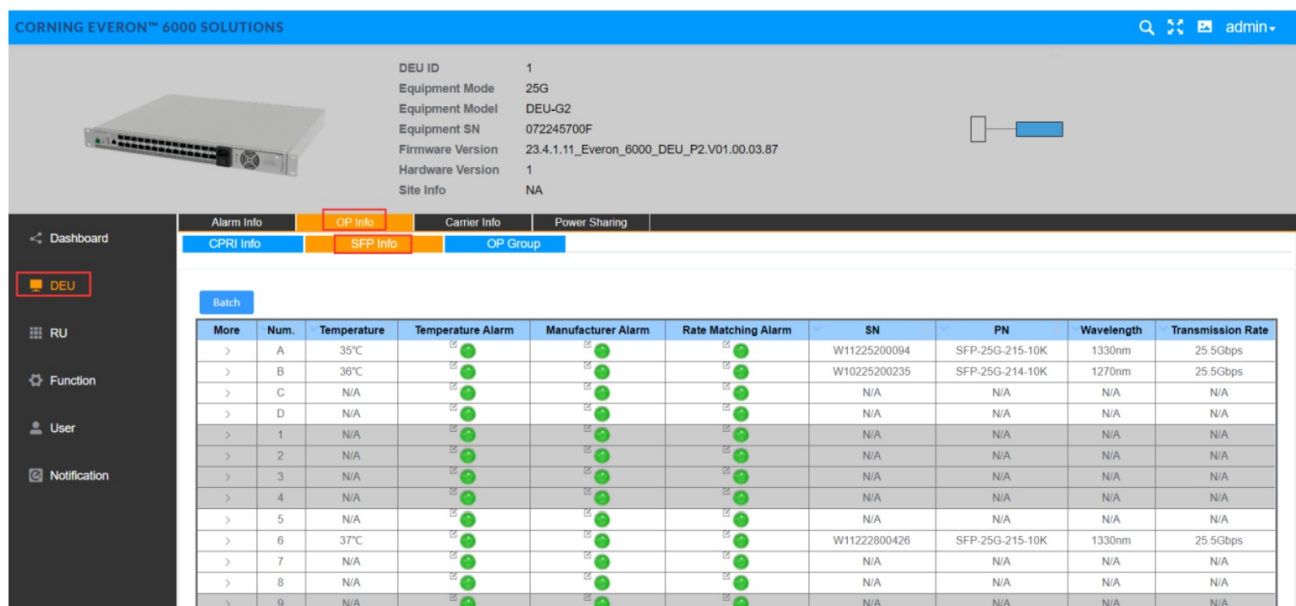 CORNING EVERON™ 6000 SOLUTIONS
admin
DEU ID 1
Equipment Mode 25G
Equipment Model DEU-G2
Equipment SN 072245700F
Firmware Version 23.4.1.11_Everon_6000_DEU_P2.V01.00.03.87
Hardware Version 1
Site Info NA
Alarm Info OP Info Carrier Info Power Sharing
CPRI Info SFP Info OP Group
Dashboard
DEU
RU
Function
User
Notification
Batch
More Num. Temperature Temperature Alarm Manufacturer Alarm Rate Matching Alarm SN PN Wavelength Transmission Rate
> A 35℃ W11225200094 SFP-25G-215-10K 1330nm 25.5Gbps
> B 36℃ W10225200235 SFP-25G-214-10K 1270nm 25.5Gbps
> C N/A N/A N/A N/A N/A
> D N/A N/A N/A N/A N/A
> 1 N/A N/A N/A N/A N/A
> 2 N/A N/A N/A N/A N/A
> 3 N/A N/A N/A N/A N/A
> 4 N/A N/A N/A N/A N/A
> 5 N/A N/A N/A N/A N/A
> 6 37℃ W11222800426 SFP-25G-215-10K 1330nm 25.5Gbps
> 7 N/A N/A N/A N/A N/A
> 8 N/A N/A N/A N/A N/A
> 9 N/A N/A N/A N/A N/A